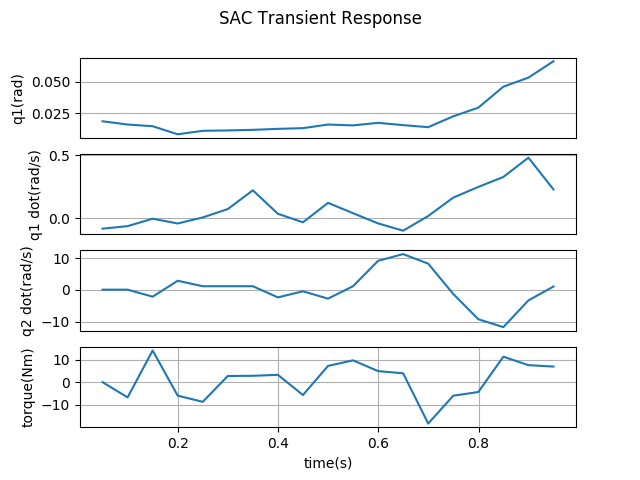 SAC Transient Response
q1(rad)
0.050
0.025
q1 dot(rad/s)
0.5
0.0
q2 dot(rad/s)
10
0
−10
torque(Nm)
10
0
−10
0.2 0.4 0.6 0.8
time(s)